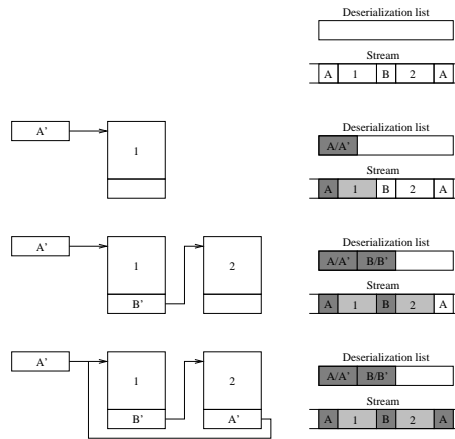 Deserialization list
Stream
A 1 B 2 A
A'
1
Deserialization list
A/A'
Stream
A 1 B 2 A
A'
1
B'
2
Deserialization list
A/A' B/B'
Stream
A 1 B 2 A
A'
1
B'
2
A'
Deserialization list
A/A' B/B'
Stream
A 1 B 2 A